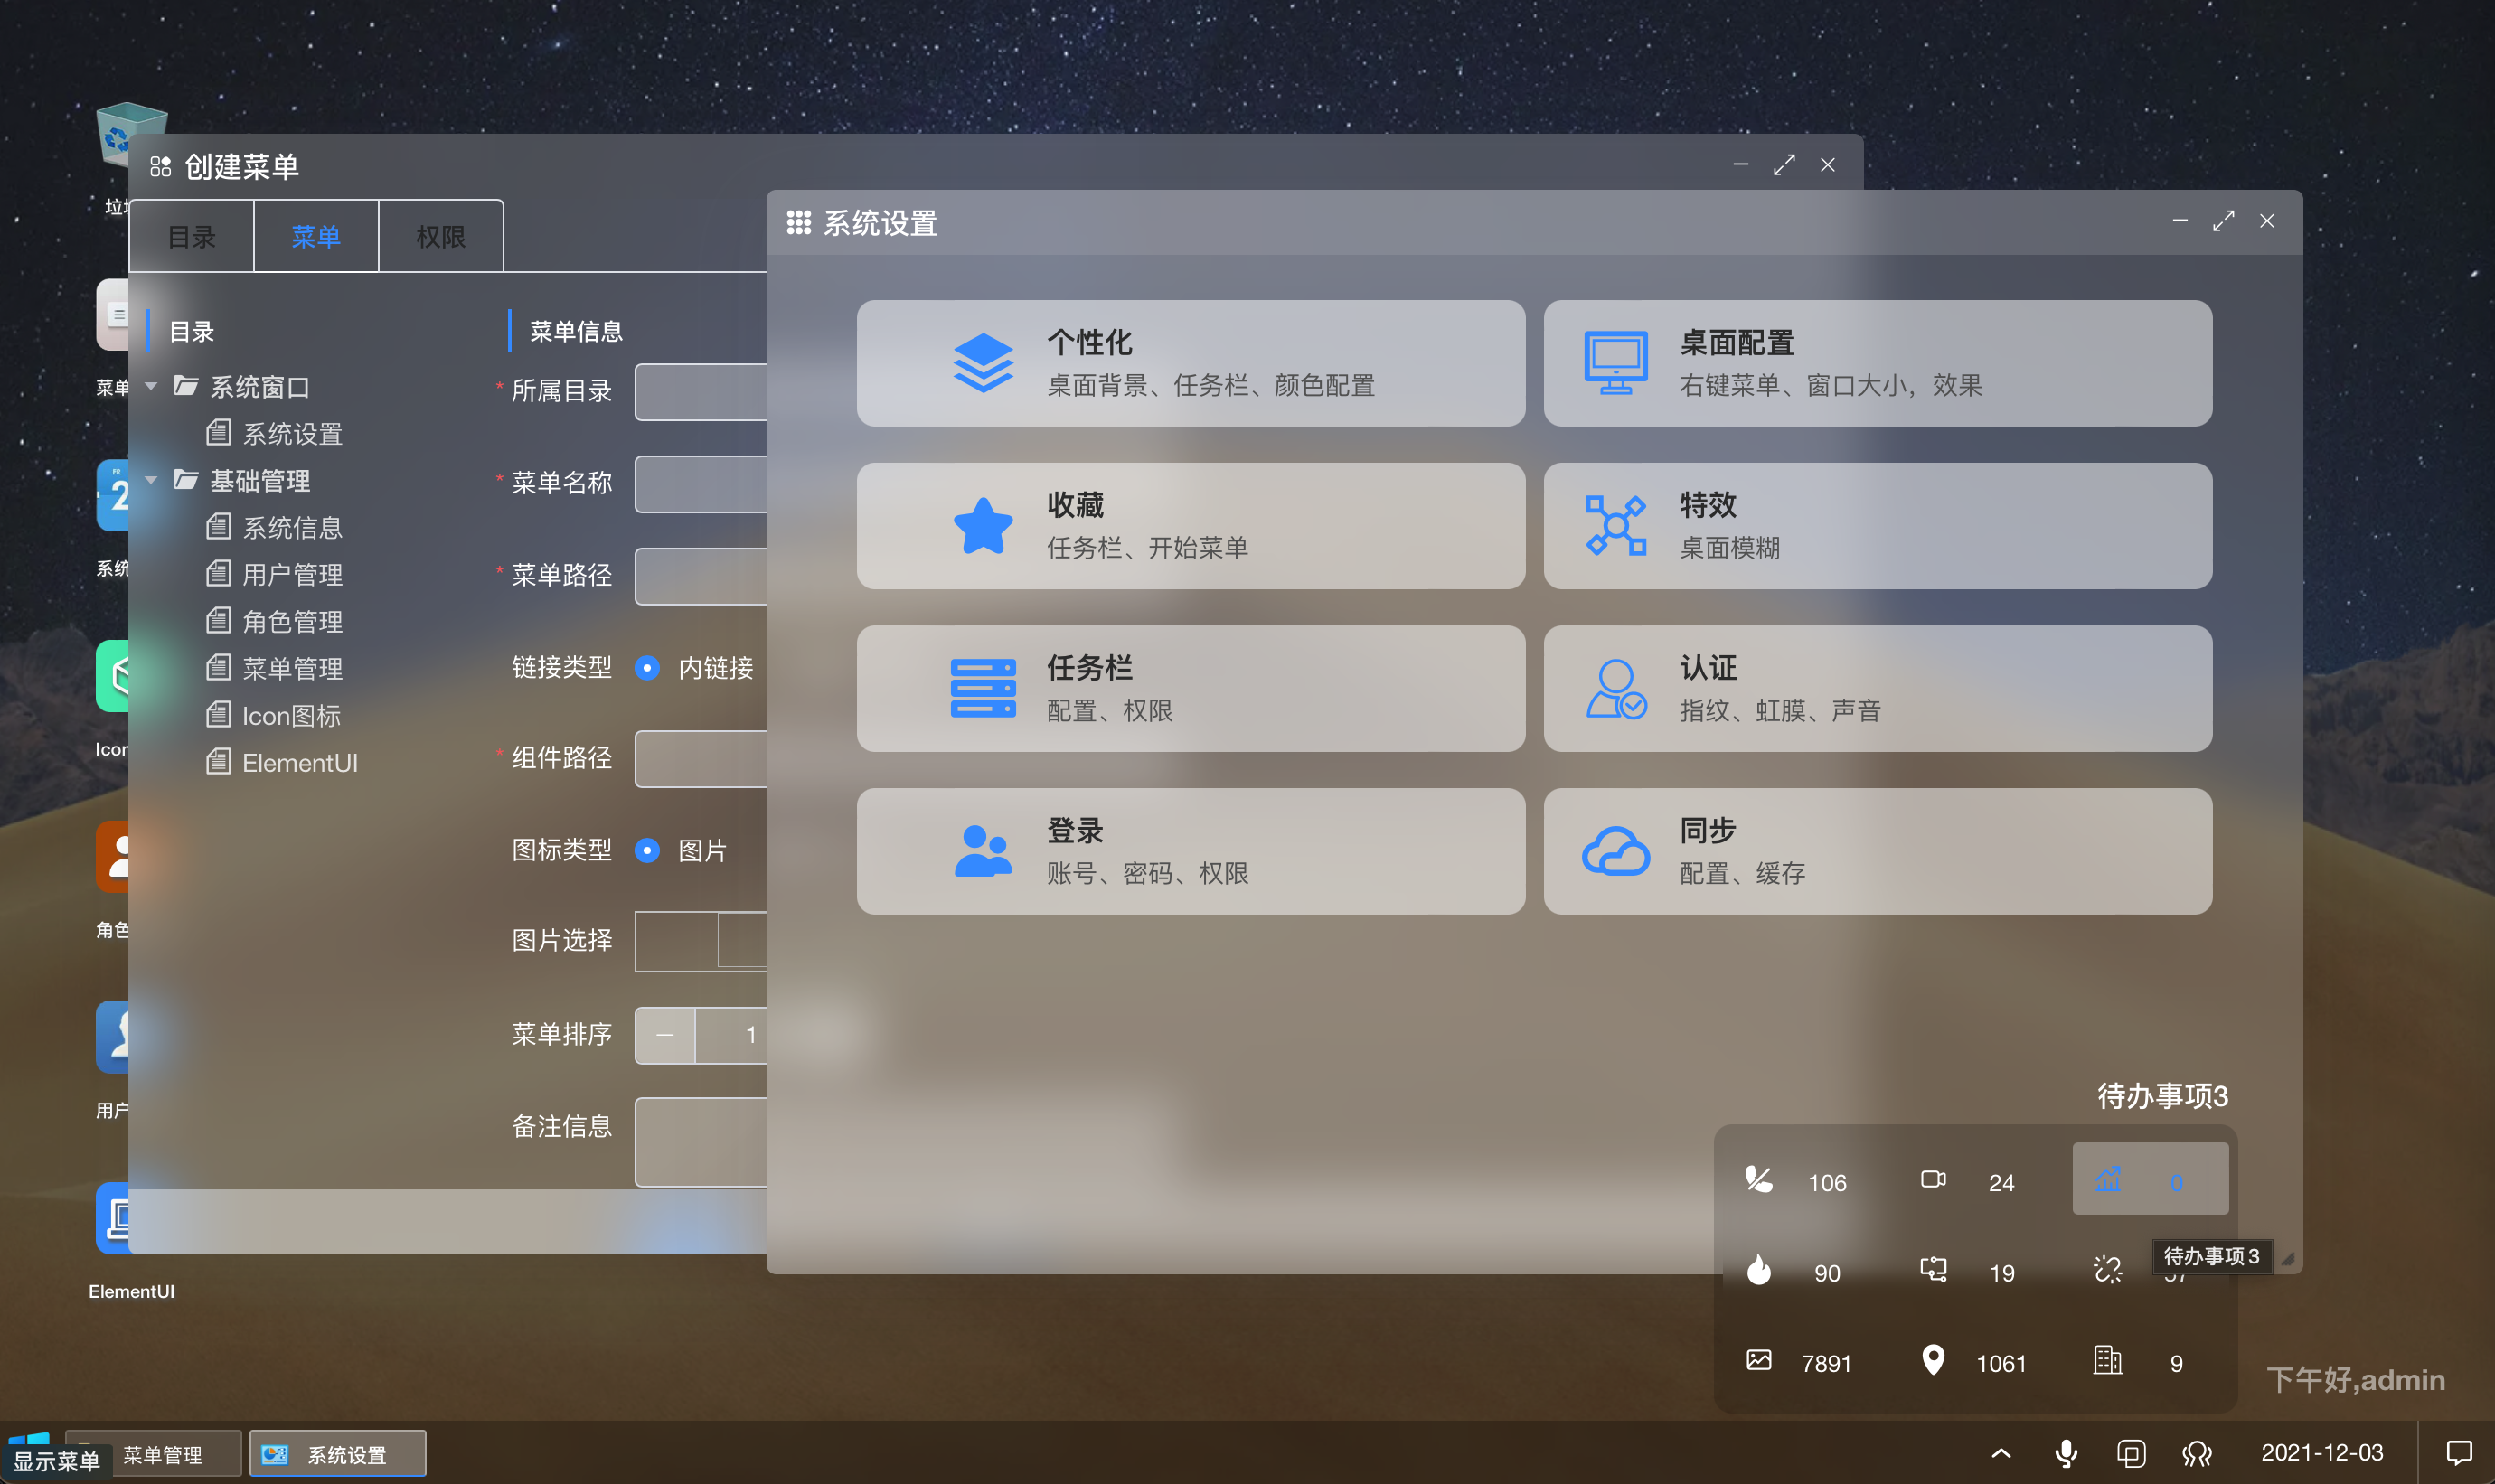 创建菜单
目录 菜单 权限
目录
系统窗口
系统设置
基础管理
系统信息
用户管理
角色管理
菜单管理
Icon图标
ElementUI
菜单信息
* 所属目录
* 菜单名称
* 菜单路径
链接类型 内链接
* 组件路径
图标类型 图片
图片选择
菜单排序 1
备注信息
系统设置
个性化
桌面背景、任务栏、颜色配置
桌面配置
右键菜单、窗口大小，效果
收藏
任务栏、开始菜单
特效
桌面模糊
任务栏
配置、权限
认证
指纹、虹膜、声音
登录
账号、密码、权限
同步
配置、缓存
菜单
系统
Icon
角色
用户
ElementUI
待办事项3
106 24 0
90 19
待办事项3
7891 1061 9
下午好,admin
显示菜单
菜单管理
系统设置
2021-12-03